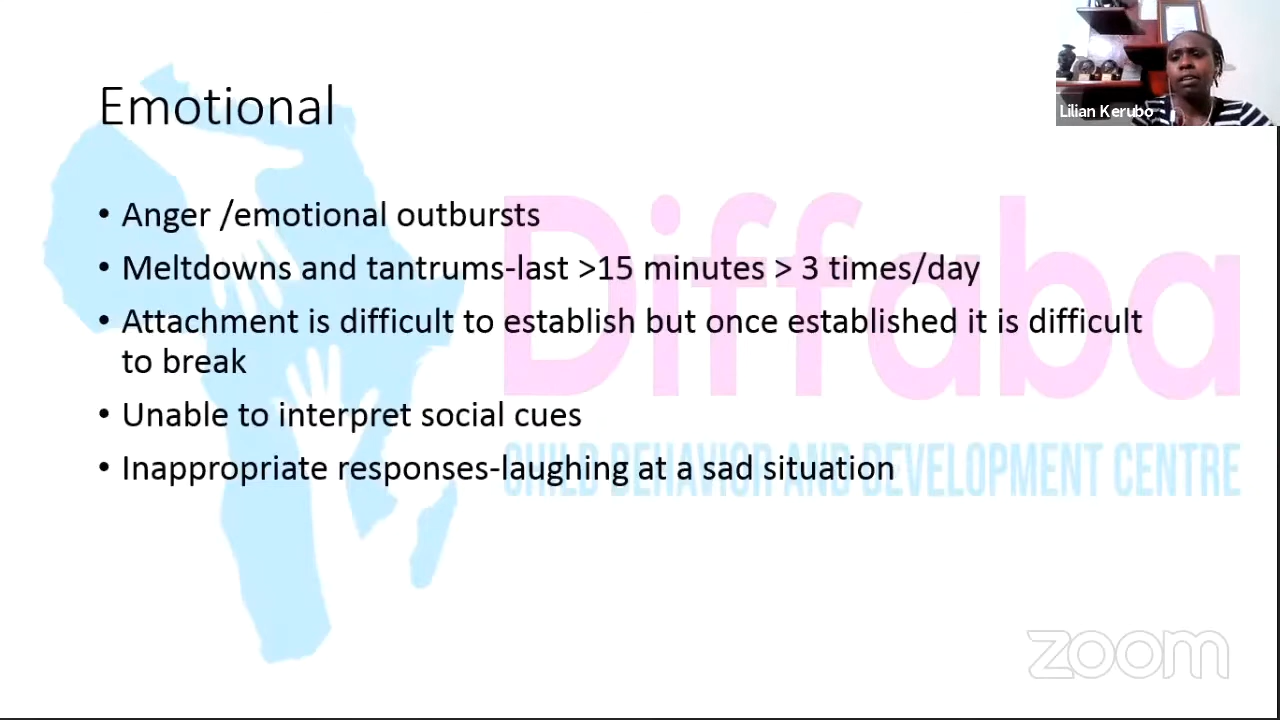 Lilian Kerubo
Emotional
• Anger /emotional outbursts
• Meltdowns and tantrums-last >15 minutes > 3 times/day
• Attachment is difficult to establish but once established it is difficult
to break
• Unable to interpret social cues
• Inappropriate responses-laughing at a sad situation
Diffaba
CHILD BEHAVIOR AND DEVELOPMENT CENTRE
zoom